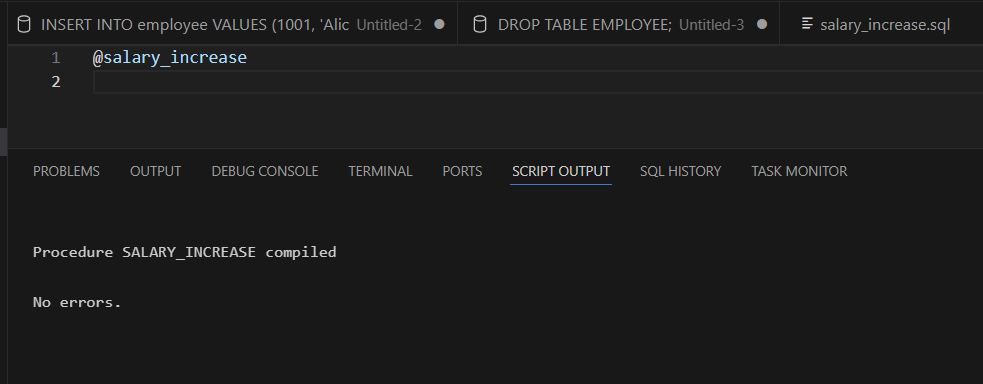 INSERT INTO employee VALUES (1001, 'Alic Untitled-2 DROP TABLE EMPLOYEE; Untitled-3 salary_increase.sql
1 @salary_increase
2
PROBLEMS OUTPUT DEBUG CONSOLE TERMINAL PORTS SCRIPT OUTPUT SQL HISTORY TASK MONITOR
Procedure SALARY_INCREASE compiled
No errors.